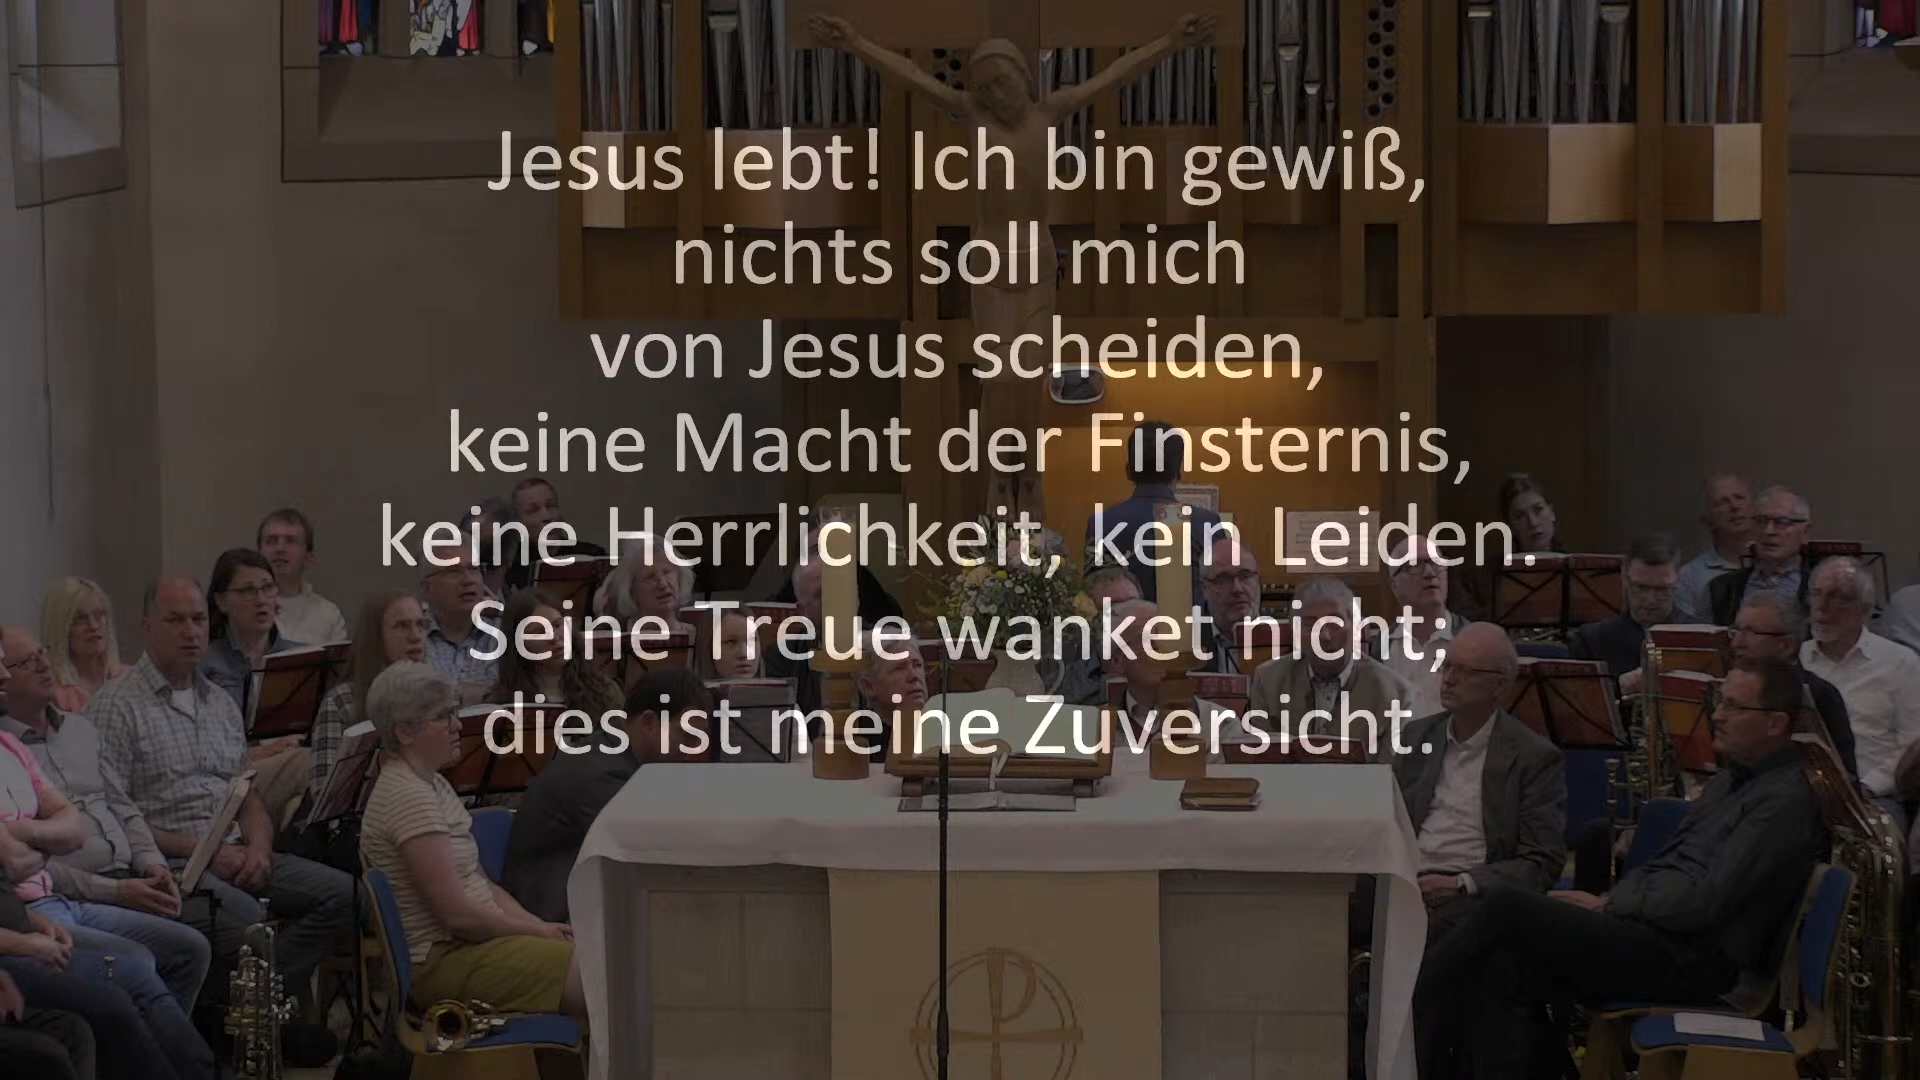 Jesus lebt! Ich bin gewiß,
nichts soll mich
von Jesus scheiden,
keine Macht der Finsternis,
keine Herrlichkeit, kein Leiden.
Seine Treue wanket nicht;
dies ist meine Zuversicht.